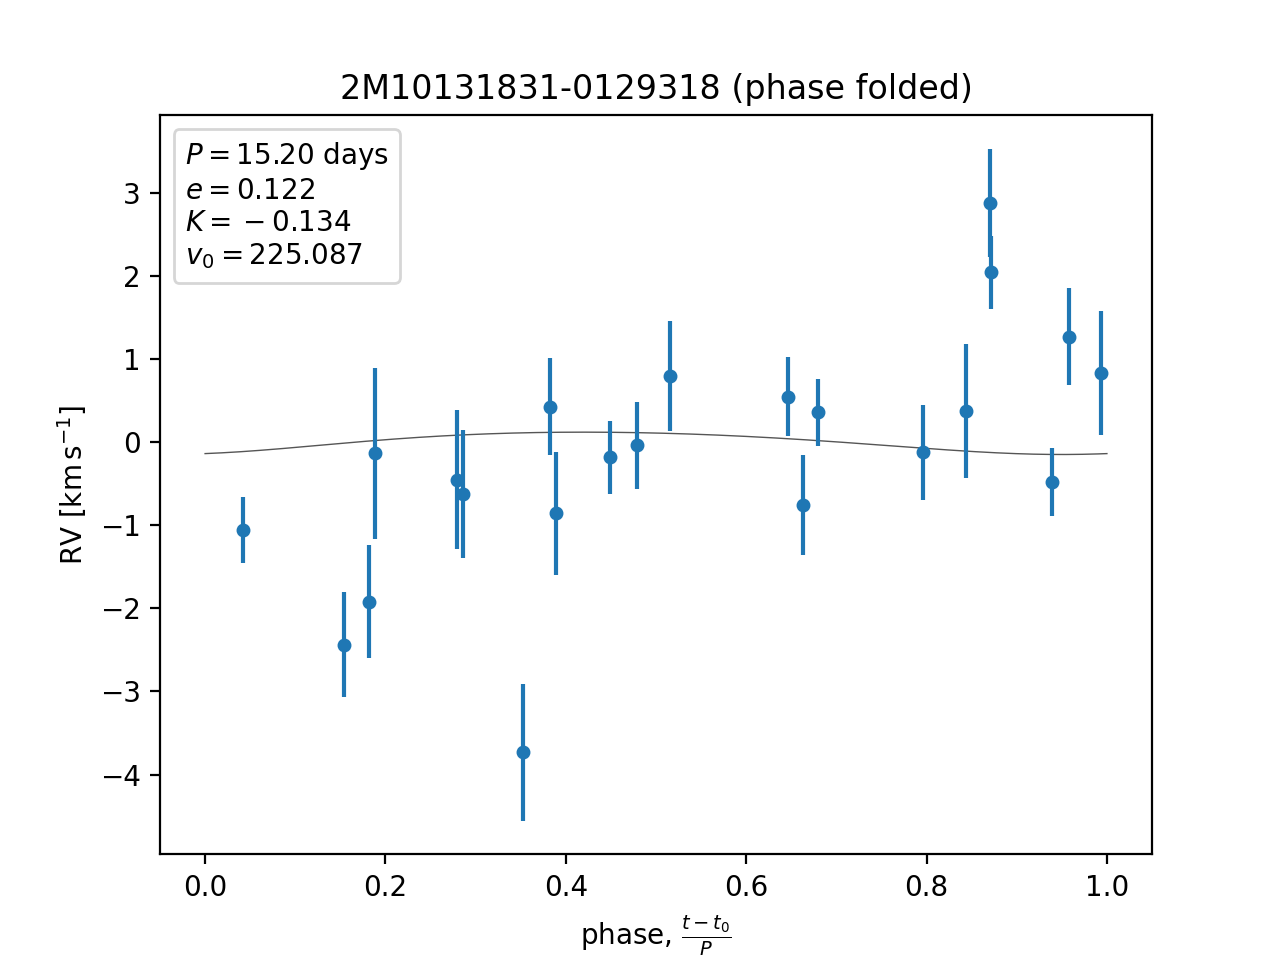 2M10131831-0129318 (phase folded)
P = 15.20 days
e = 0.122
K = −0.134
v₀ = 225.087
3
2
1
0
−1
−2
−3
−4
RV [km s⁻¹]
0.0 0.2 0.4 0.6 0.8 1.0
phase, (t − t₀)/P